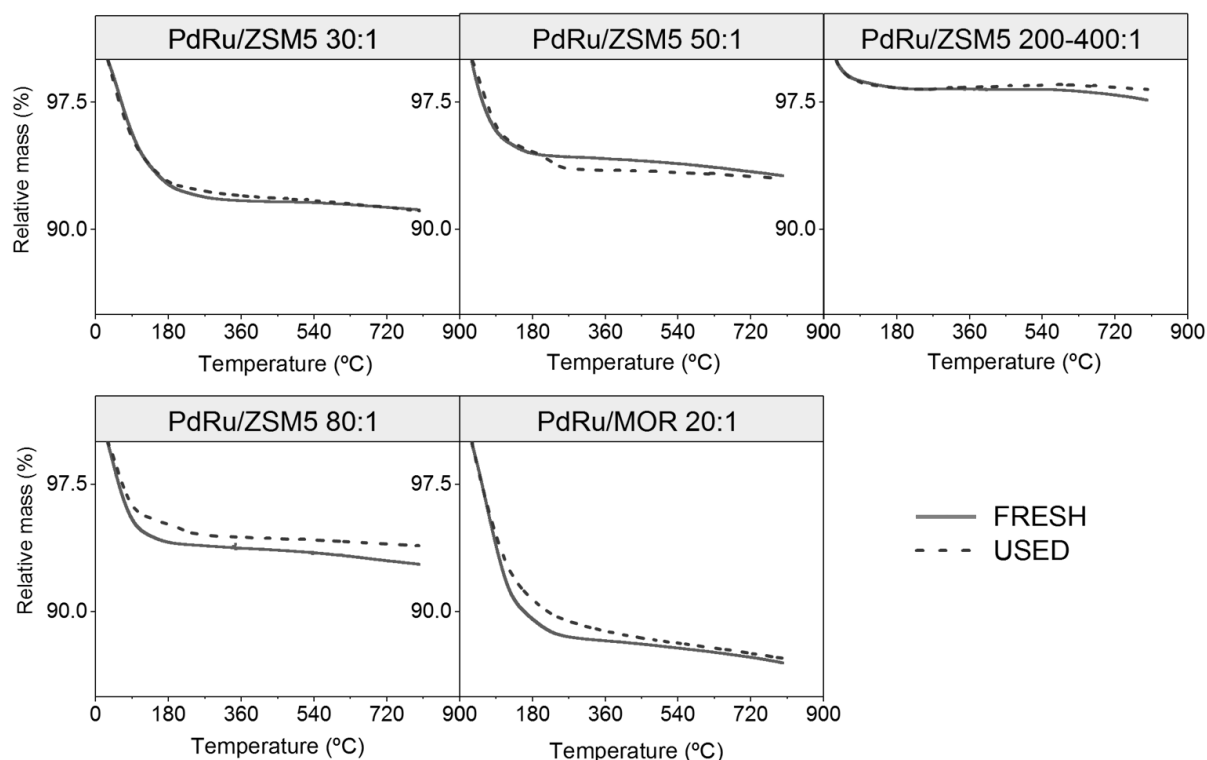 PdRu/ZSM5 30:1 PdRu/ZSM5 50:1 PdRu/ZSM5 200-400:1
Relative mass (%)
97.5 97.5 97.5
90.0 90.0 90.0
0 180 360 540 720 900 0 180 360 540 720 900 0 180 360 540 720 900
Temperature (ºC) Temperature (ºC) Temperature (ºC)
PdRu/ZSM5 80:1 PdRu/MOR 20:1
Relative mass (%)
97.5 97.5
90.0 90.0
0 180 360 540 720 900 180 360 540 720 900
Temperature (ºC) Temperature (ºC)
FRESH
USED